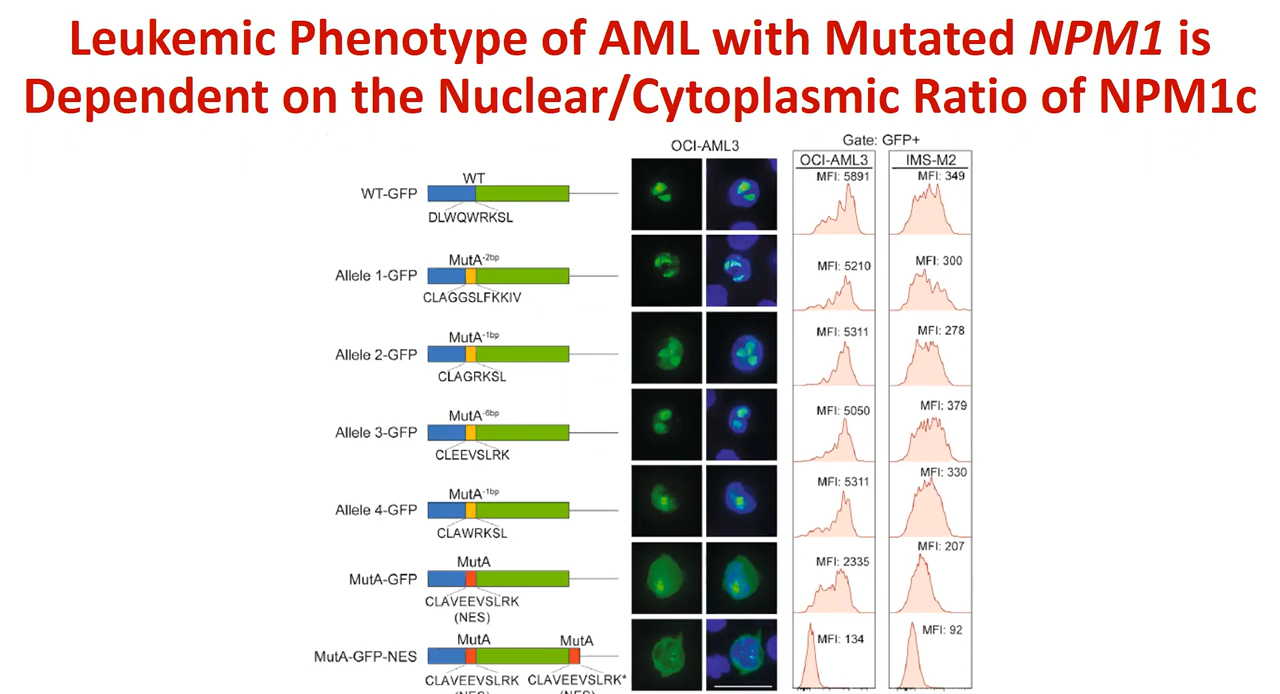 Leukemic Phenotype of AML with Mutated NPM1 is
Dependent on the Nuclear/Cytoplasmic Ratio of NPM1c
OCI-AML3
Gate: GFP+
OCI-AML3 IMS-M2
WT-GFP
WT
DLWQWRKSL
MFI: 5891
MFI: 349
Allele 1-GFP
MutA-2bp
CLAGGSLFKKIV
MFI: 5210
MFI: 300
Allele 2-GFP
MutA-1bp
CLAGRKSL
MFI: 5311
MFI: 278
Allele 3-GFP
MutA-6bp
CLEEVSLRK
MFI: 5050
MFI: 379
Allele 4-GFP
MutA-1bp
CLAWRKSL
MFI: 5311
MFI: 330
MutA-GFP
MutA
CLAVEEVSLRK
(NES)
MFI: 2335
MFI: 207
MutA-GFP-NES
MutA MutA
CLAVEEVSLRK CLAVEEVSLRK*
(NES) (NES)
MFI: 134
MFI: 92